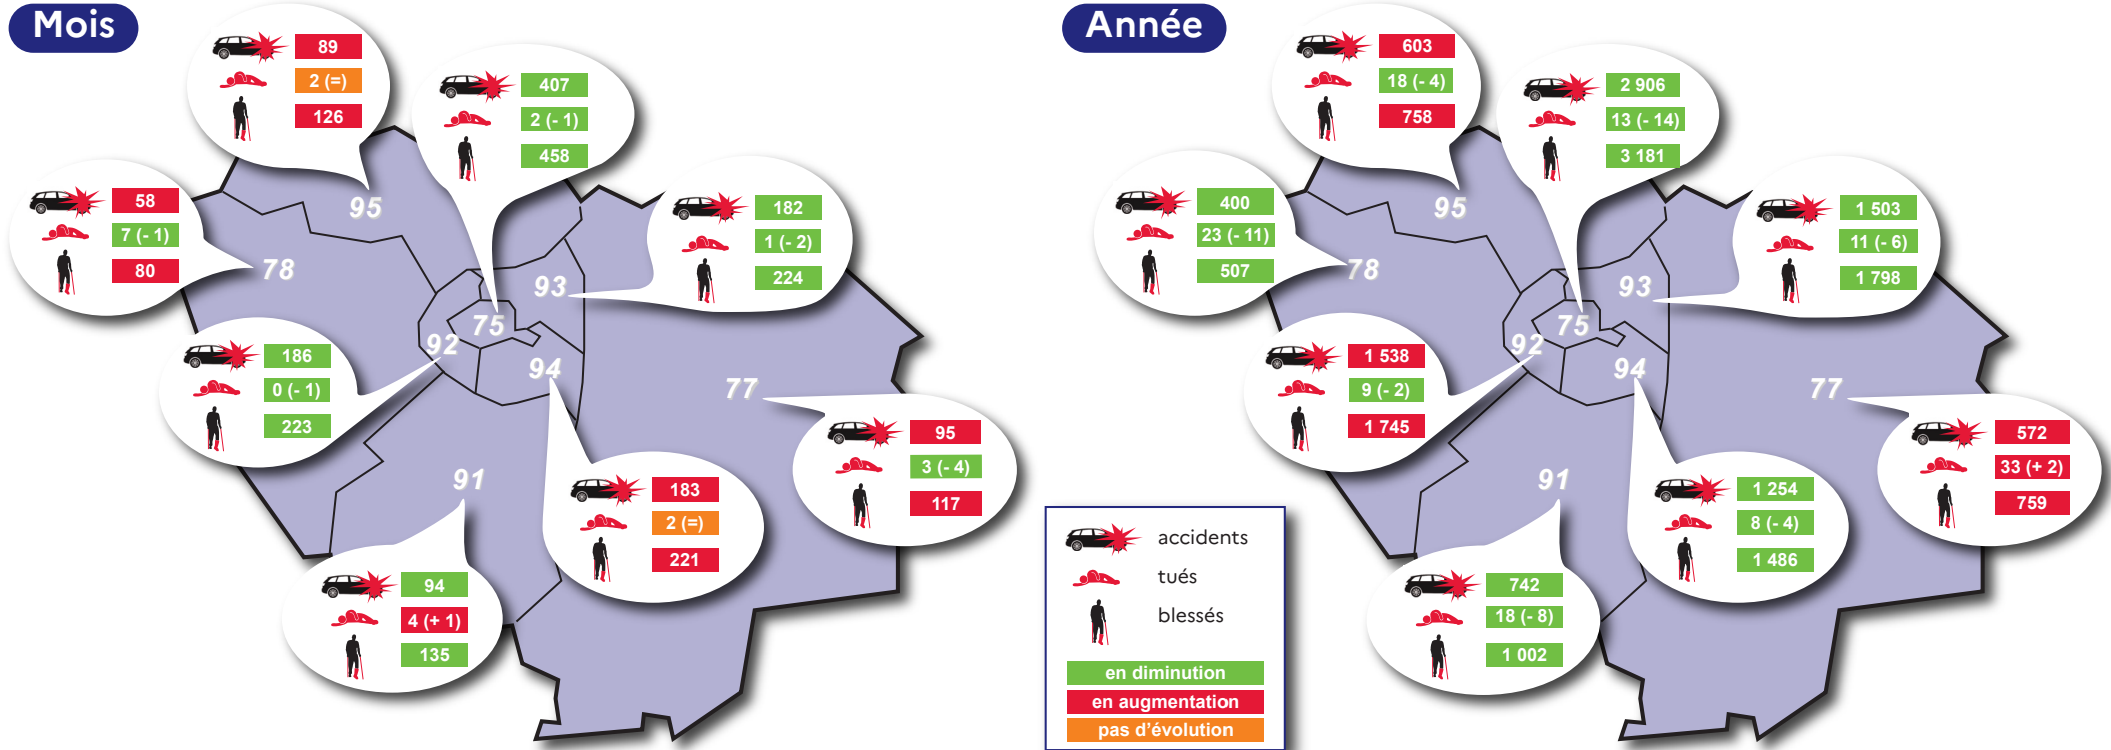 Mois
89
2 (=)
126
407
2 (- 1)
458
58
7 (- 1)
80
182
1 (- 2)
224
186
0 (- 1)
223
95
3 (- 4)
117
183
2 (=)
221
94
4 (+ 1)
135
95
78
93
75
92
94
77
91
Année
603
18 (- 4)
758
2 906
13 (- 14)
3 181
400
23 (- 11)
507
1 503
11 (- 6)
1 798
1 538
9 (- 2)
1 745
572
33 (+ 2)
759
1 254
8 (- 4)
1 486
742
18 (- 8)
1 002
95
78
93
75
92
94
77
91
accidents
tués
blessés
en diminution
en augmentation
pas d'évolution